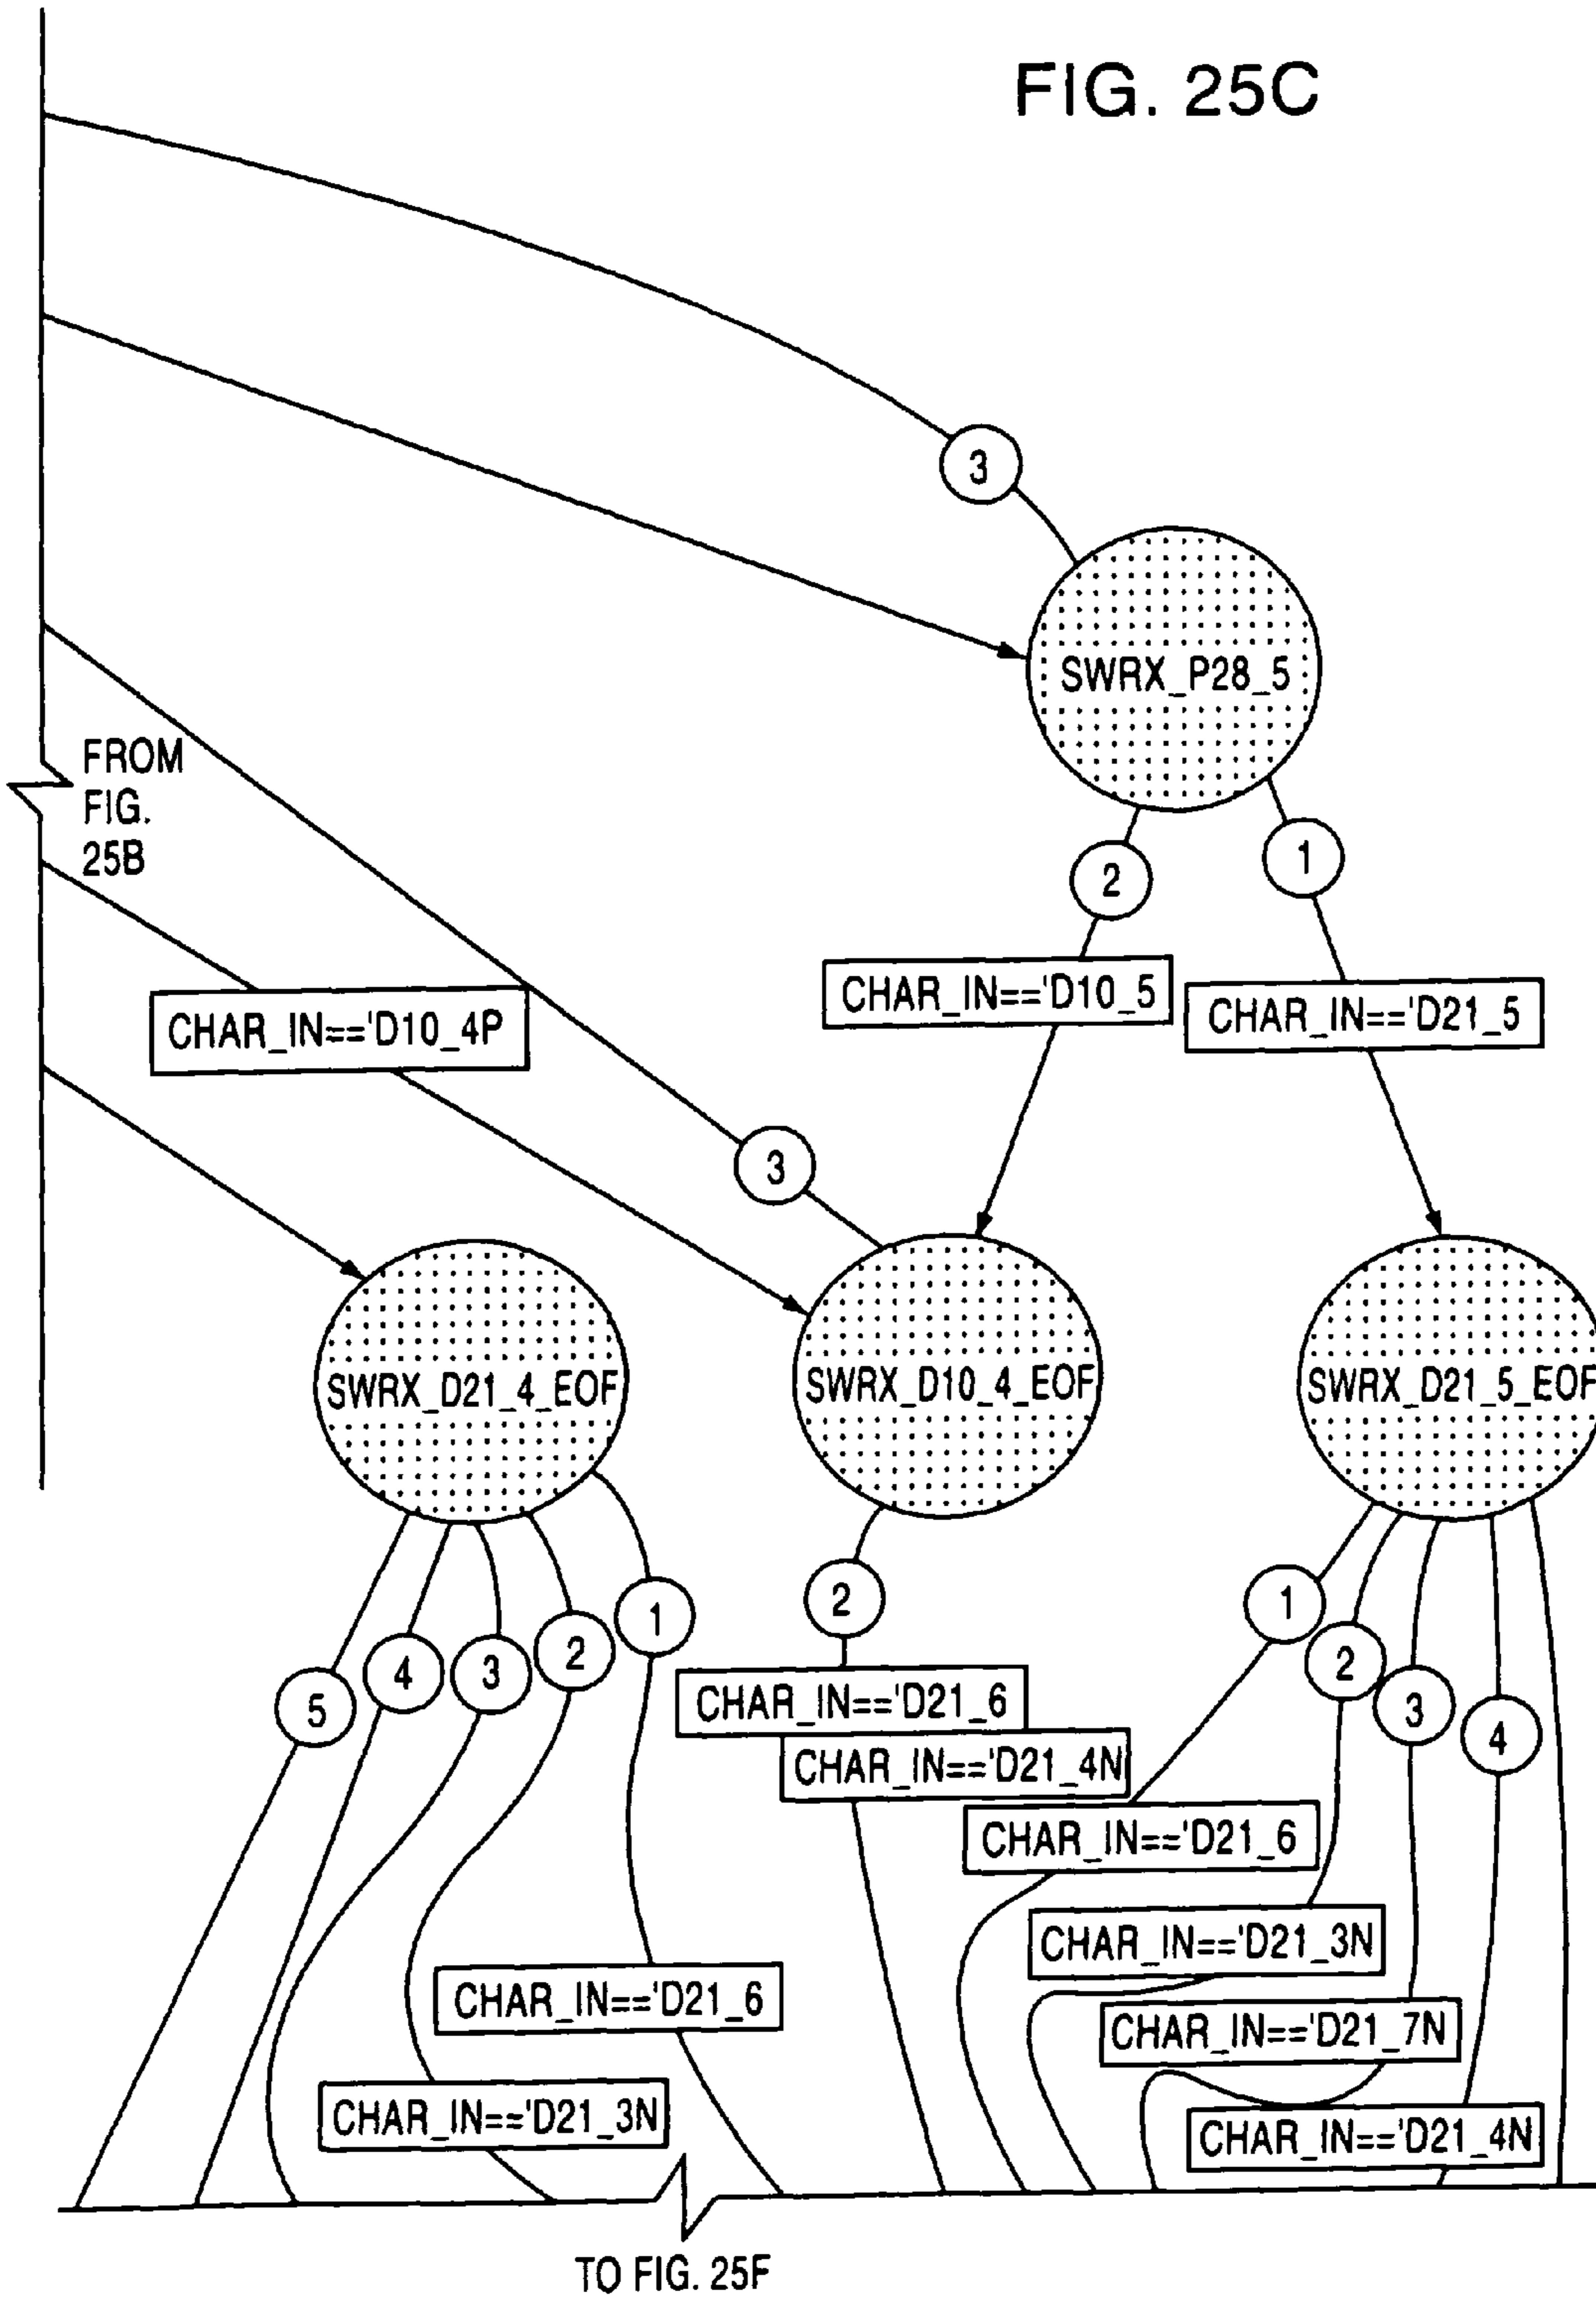 FIG. 25C
3
SWRX_P28_5
FROM
FIG.
25B
2
1
CHAR_IN=='D10_5
CHAR_IN=='D21_5
CHAR_IN=='D10_4P
3
SWRX_D21_4_EOF
SWRX_D10_4_EOF
SWRX_D21_5_EOF
5
4
3
2
1
2
1
2
3
4
CHAR_IN=='D21_6
CHAR_IN=='D21_4N
CHAR_IN=='D21_6
CHAR_IN=='D21_3N
CHAR_IN=='D21_6
CHAR_IN=='D21_7N
CHAR_IN=='D21_3N
CHAR_IN=='D21_4N
TO FIG. 25F